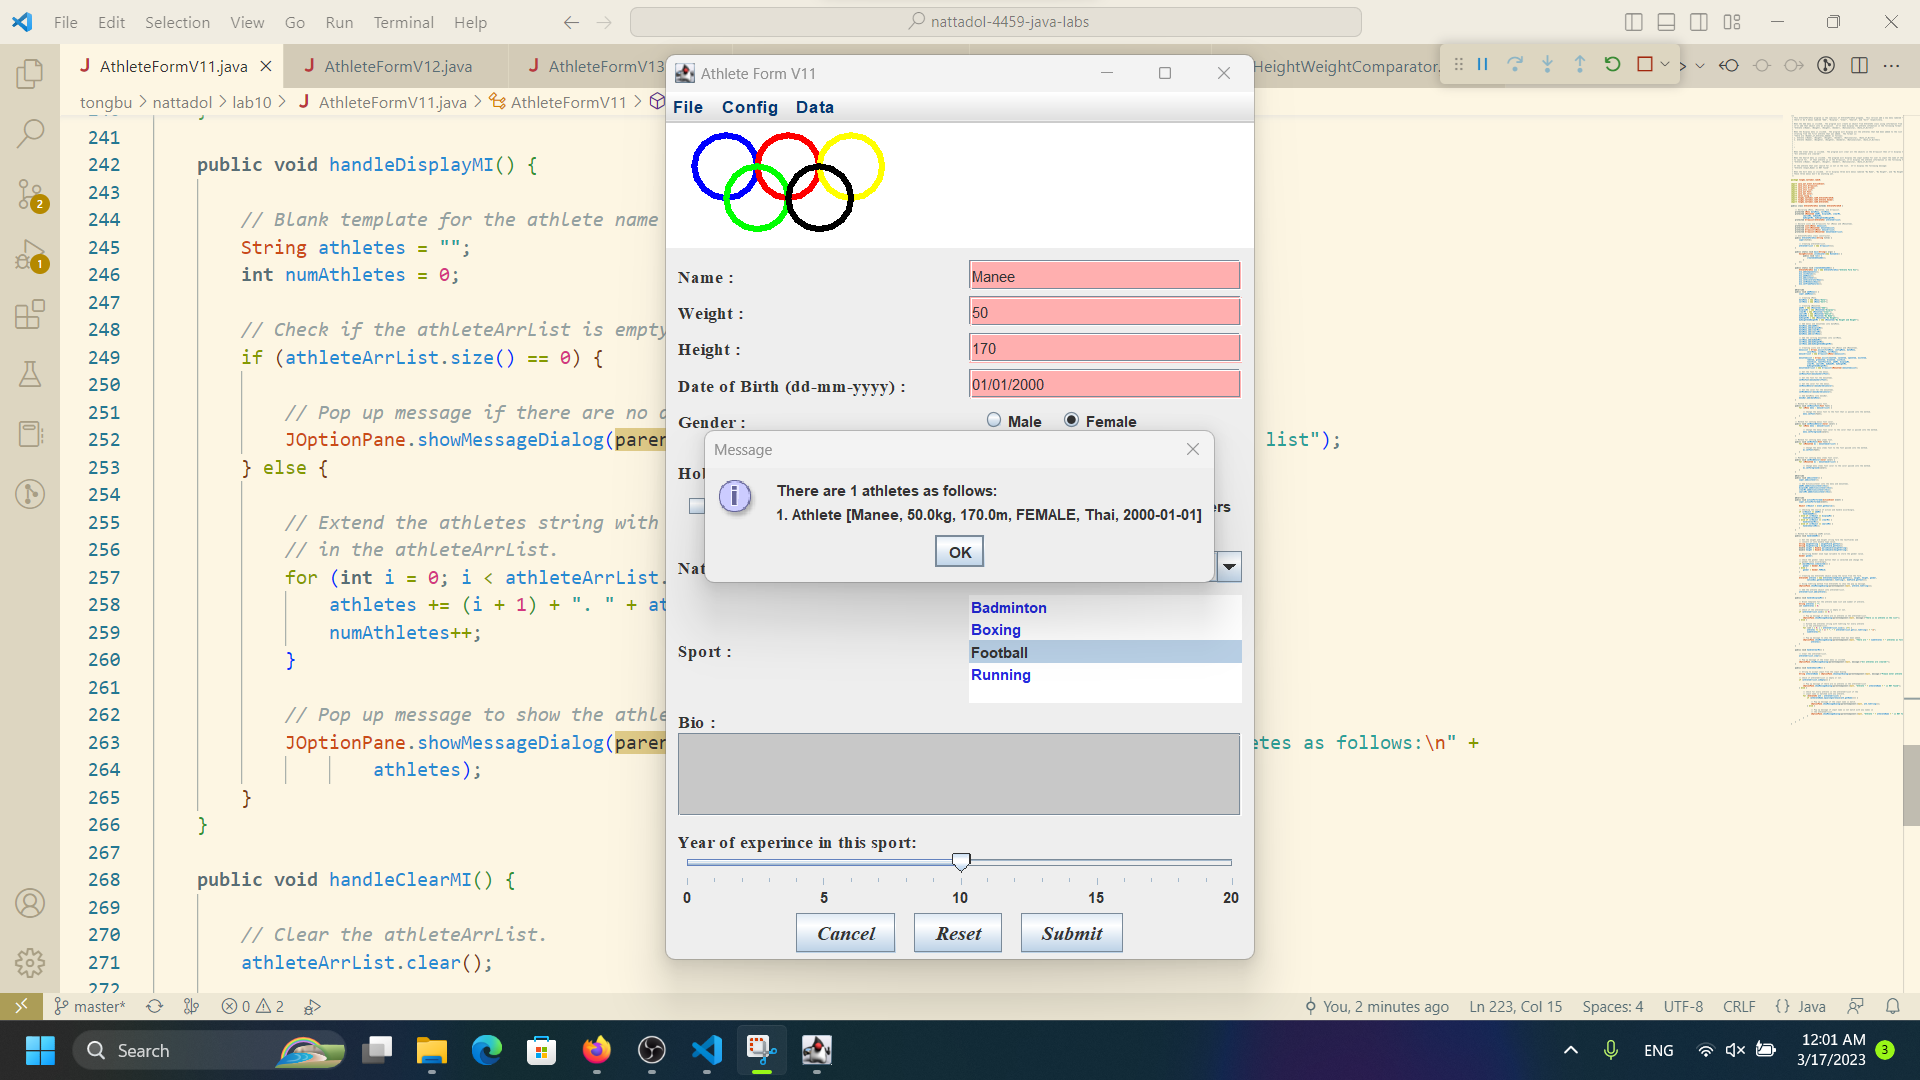 File Edit Selection View Go Run Terminal Help
nattadol-4459-java-labs
AthleteFormV11.java
AthleteFormV12.java
AthleteFormV13
HeightWeightComparator.
tongbu > nattadol > lab10 > AthleteFormV11.java > AthleteFormV11 >
241
242 public void handleDisplayMI() {
243
244 // Blank template for the athlete name
245 String athletes = "";
246 int numAthletes = 0;
247
248 // Check if the athleteArrList is empty
249 if (athleteArrList.size() == 0) {
250
251 // Pop up message if there are no a
252 JOptionPane.showMessageDialog(paren list");
253 } else {
254
255 // Extend the athletes string with
256 // in the athleteArrList.
257 for (int i = 0; i < athleteArrList.
258 athletes += (i + 1) + ". " + at
259 numAthletes++;
260 }
261
262 // Pop up message to show the athle
263 JOptionPane.showMessageDialog(paren etes as follows:\n" +
264 athletes);
265 }
266 }
267
268 public void handleClearMI() {
269
270 // Clear the athleteArrList.
271 athleteArrList.clear();
272
Athlete Form V11
File Config Data
Name : Manee
Weight : 50
Height : 170
Date of Birth (dd-mm-yyyy) : 01/01/2000
Gender : Male Female
Message
There are 1 athletes as follows:
1. Athlete [Manee, 50.0kg, 170.0m, FEMALE, Thai, 2000-01-01]
OK
Hob
ers
Nat
Sport :
Badminton
Boxing
Football
Running
Bio :
Year of experince in this sport:
0 5 10 15 20
Cancel Reset Submit
2
1
master* 0 2
You, 2 minutes ago Ln 223, Col 15 Spaces: 4 UTF-8 CRLF {} Java
Search
ENG
12:01 AM
3/17/2023
3